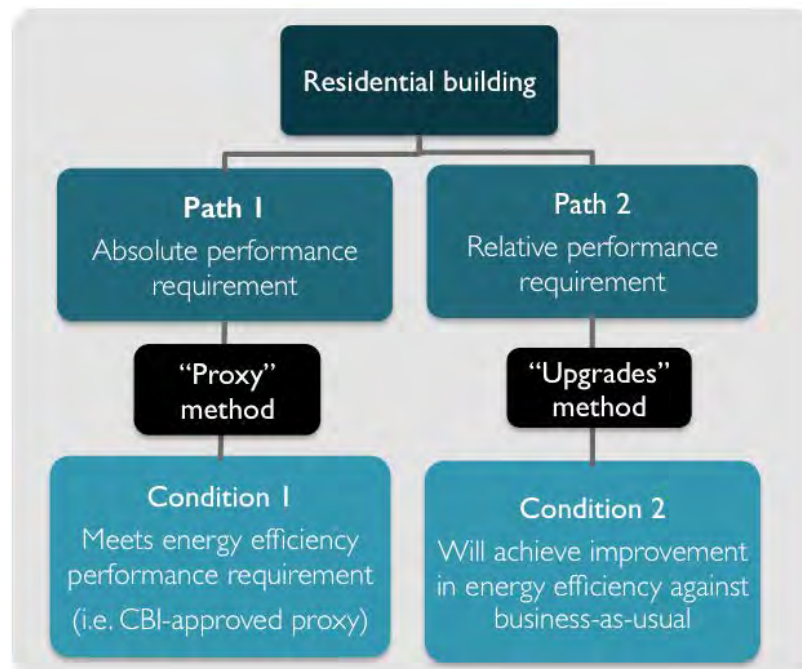 Residential building
Path 1
Absolute performance
requirement
Path 2
Relative performance
requirement
“Proxy”
method
“Upgrades”
method
Condition 1
Meets energy efficiency
performance requirement
(i.e. CBI-approved proxy)
Condition 2
Will achieve improvement
in energy efficiency against
business-as-usual